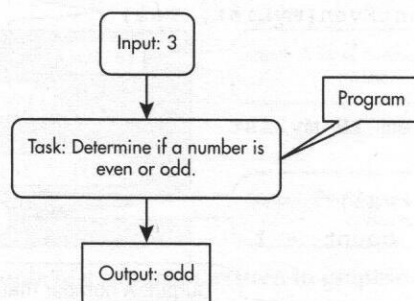 Input: 3
Program
Task: Determine if a number is
even or odd.
Output: odd